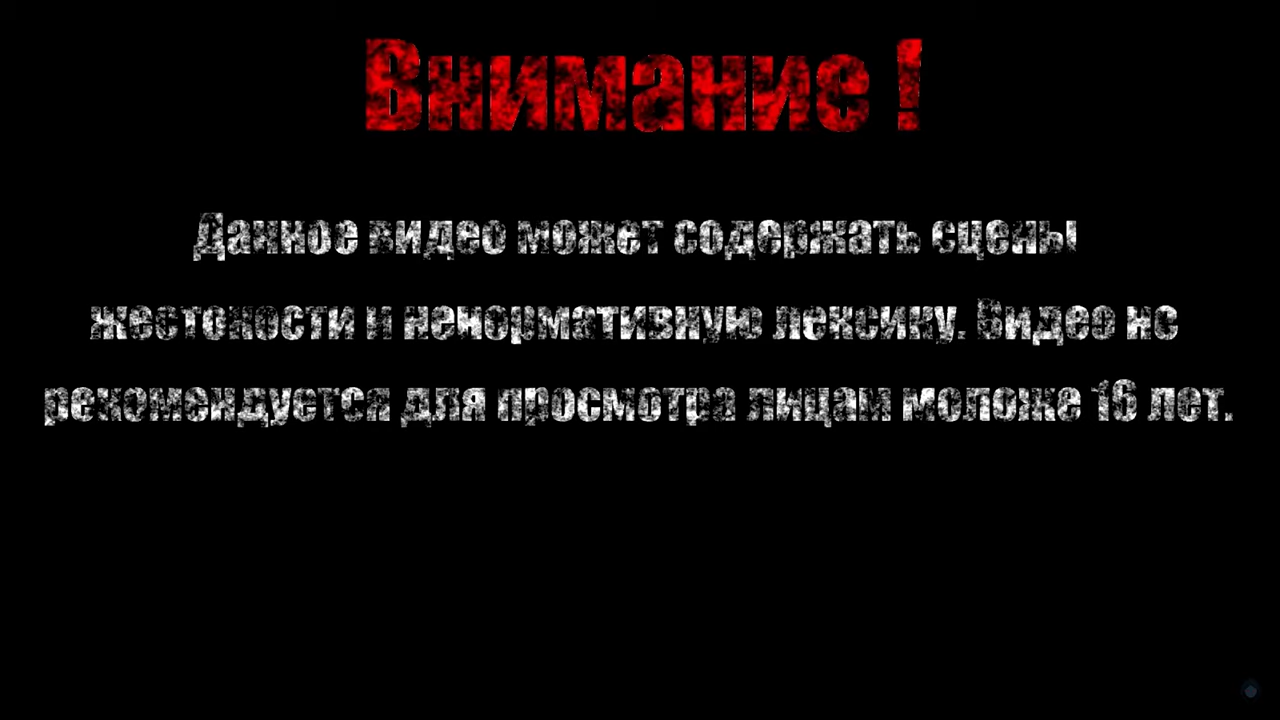 Внимание !
Данное видео может содержать сцены
жестокости и ненормативную лексику. Видео не
рекомендуется для просмотра лицам моложе 16 лет.